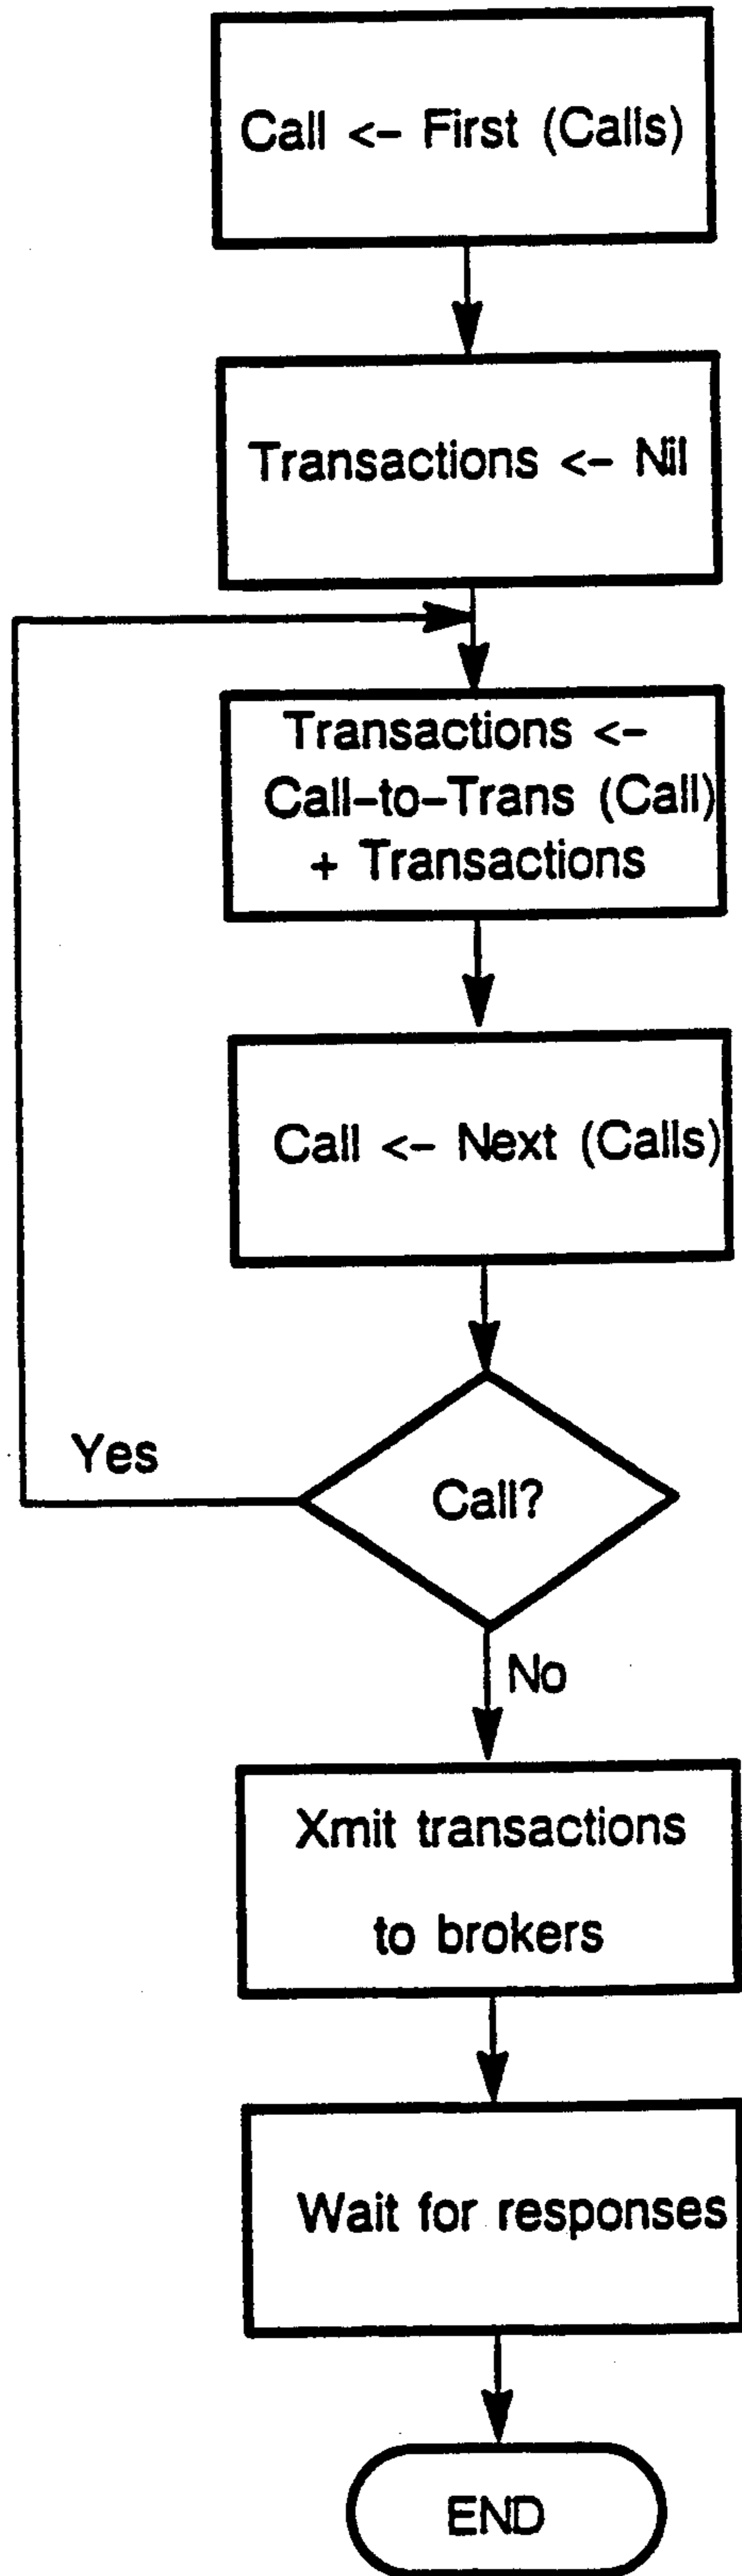 Call <- First (Calls)
Transactions <- Nil
Transactions <-
Call-to-Trans (Call)
+ Transactions
Call <- Next (Calls)
Yes
Call?
No
Xmit transactions
to brokers
Wait for responses
END